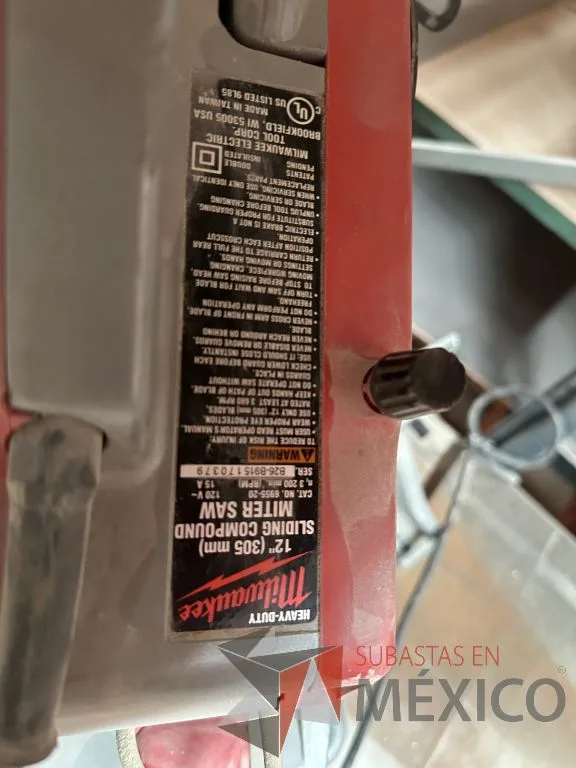 HEAVY-DUTY
Milwaukee
12" (305 mm)
SLIDING COMPOUND
MITER SAW
CAT. NO. 6955-20 120 V~
n₀ 3 200 /min. (RPM) 15 A
SER. B26-B915170379
WARNING
TO REDUCE THE RISK OF INJURY:
• USER MUST READ OPERATOR'S MANUAL
• WEAR PROPER EYE PROTECTION.
• USE ONLY 12" (305 mm) BLADES,
RATED AT LEAST RPM.
• KEEP HANDS OUT OF PATH OF BLADE.
• DO NOT OPERATE SAW WITHOUT
GUARDS IN PLACE.
• CHECK LOWER GUARD BEFORE EACH
USE: IT SHOULD CLOSE INSTANTLY.
• NEVER DISABLE OR REMOVE GUARDS.
• NEVER REACH AROUND OR BEHIND
BLADE.
• NEVER CROSS ARM IN FRONT OF BLADE.
• DO NOT PERFORM ANY OPERATION
FREEHAND.
• TURN OFF SAW AND WAIT FOR BLADE
TO STOP BEFORE RAISING SAW HEAD,
MOVING WORKPIECE, CHANGING
SETTINGS OR MOVING HANDS.
• RETURN CARRIAGE TO THE FULL REAR
POSITION AFTER EACH CROSSCUT
OPERATION.
• ELECTRIC BRAKE IS NOT A
SUBSTITUTE FOR PROPER GUARDING.
• UNPLUG TOOL BEFORE CHANGING
BLADE OR SERVICING.
• WHEN SERVICING, USE ONLY IDENTICAL
REPLACEMENT PARTS.
PATENTS
PENDING
DOUBLE
INSULATED
MILWAUKEE ELECTRIC
TOOL CORP.
BROOKFIELD, WI 53005 USA
MADE IN TAIWAN
C UL US LISTED 9L85
SUBASTAS EN
MÉXICO